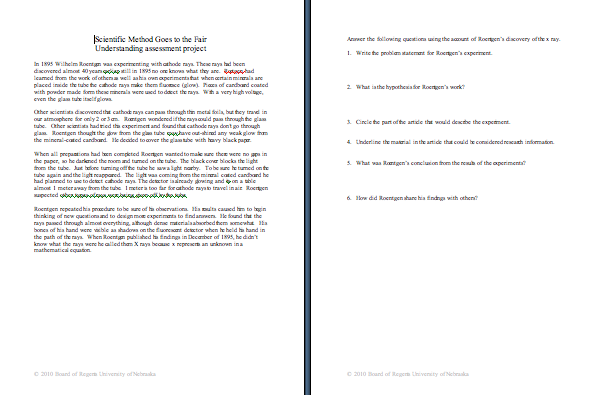 Scientific Method Goes to the Fair
Understanding assessment project
In 1895 Wilhelm Roentgen was experimenting with cathode rays. These rays had been
discovered almost 40 years earlier still in 1895 no one knows what they are. Roentgen had
learned from the work of others as well as his own experiments that when certain minerals are
placed inside the tube the cathode rays make them fluoresce (glow). Pieces of cardboard coated
with powder made from these minerals were used to detect the rays. With a very high voltage,
even the glass tube itself glows.
Other scientists discovered that cathode rays can pass through thin metal foils, but they travel in
our atmosphere for only 2 or 3 cm. Roentgen wondered if the rays could pass through the glass
tube. Other scientists had tried this experiment and found that cathode rays don't go through
glass. Roentgen thought the glow from the glass tube may have out-shined any weak glow from
the mineral-coated cardboard. He decided to cover the glass tube with heavy black paper.
When all preparations had been completed Roentgen wanted to make sure there were no gaps in
the paper, so he darkened the room and turned on the tube. The black cover blocks the light
from the tube. Just before turning off the tube he saw a light nearby. To be sure he turned on the
tube again and the light reappeared. The light was coming from the mineral coated cardboard he
had planned to use to detect cathode rays. The detector is already glowing and on a table
almost 1 meter away from the tube. 1 meter is too far for cathode rays to travel in air. Roentgen
suspected other types of rays were being given off by the tube.
Roentgen repeated his procedure to be sure of his observations. His results caused him to begin
thinking of new questions and to design more experiments to find answers. He found that the
rays passed through almost everything, although dense materials absorbed them somewhat. His
bones of his hand were visible as shadows on the fluorescent detector when he held his hand in
the path of the rays. When Roentgen published his findings in December of 1895, he didn't
know what the rays were he called them X rays because x represents an unknown in a
mathematical equation.
© 2010 Board of Regents University of Nebraska
Answer the following questions using the account of Roentgen's discovery of the x ray.
1. Write the problem statement for Roentgen's experiment.
2. What is the hypothesis for Roentgen's work?
3. Circle the part of the article that would describe the experiment.
4. Underline the material in the article that could be considered research information.
5. What was Roentgen's conclusion from the results of the experiments?
6. How did Roentgen share his findings with others?
© 2010 Board of Regents University of Nebraska